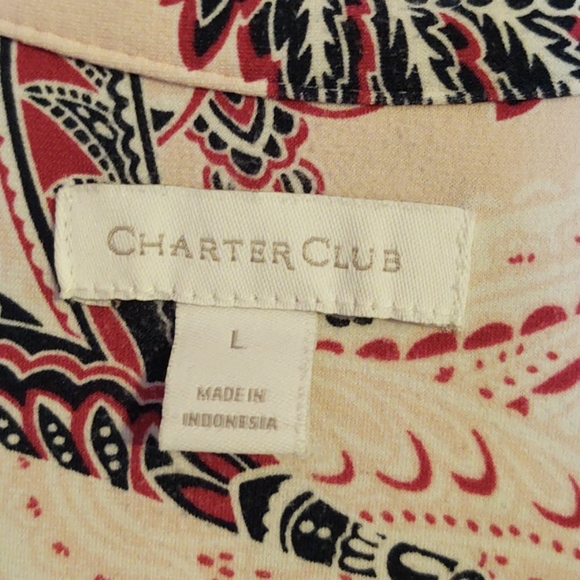 CHARTER CLUB
L
MADE IN
INDONESIA